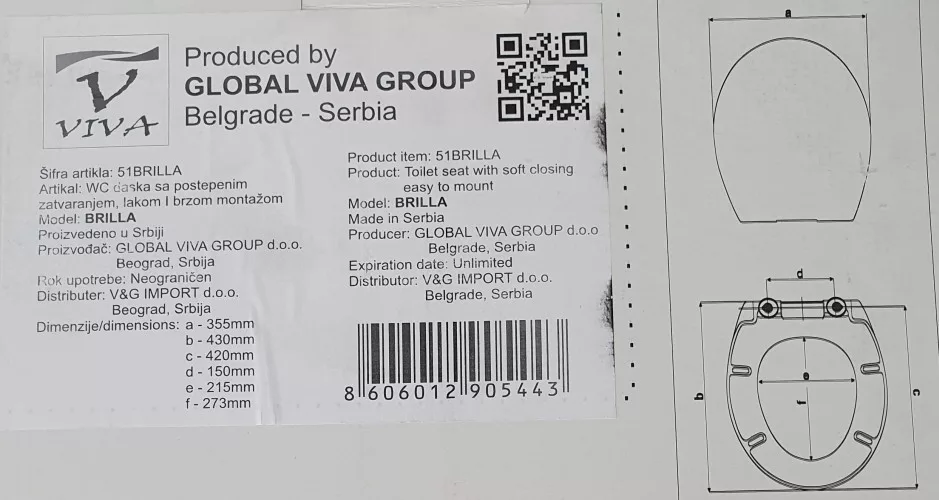 VIVA
Produced by
GLOBAL VIVA GROUP
Belgrade - Serbia
Šifra artikla: 51BRILLA
Artikal: WC daska sa postepenim
zatvaranjem, lakom I brzom montažom
Model: BRILLA
Proizvedeno u Srbiji
Proizvođač: GLOBAL VIVA GROUP d.o.o.
Beograd, Srbija
Rok upotrebe: Neograničen
Distributer: V&G IMPORT d.o.o.
Beograd, Srbija
Dimenzije/dimensions: a - 355mm
b - 430mm
c - 420mm
d - 150mm
e - 215mm
f - 273mm
Product item: 51BRILLA
Product: Toilet seat with soft closing
easy to mount
Model: BRILLA
Made in Serbia
Producer: GLOBAL VIVA GROUP d.o.o
Belgrade, Serbia
Expiration date: Unlimited
Distributor: V&G IMPORT d.o.o.
Belgrade, Serbia
8 606012 905443
a
d
e
b
f
c